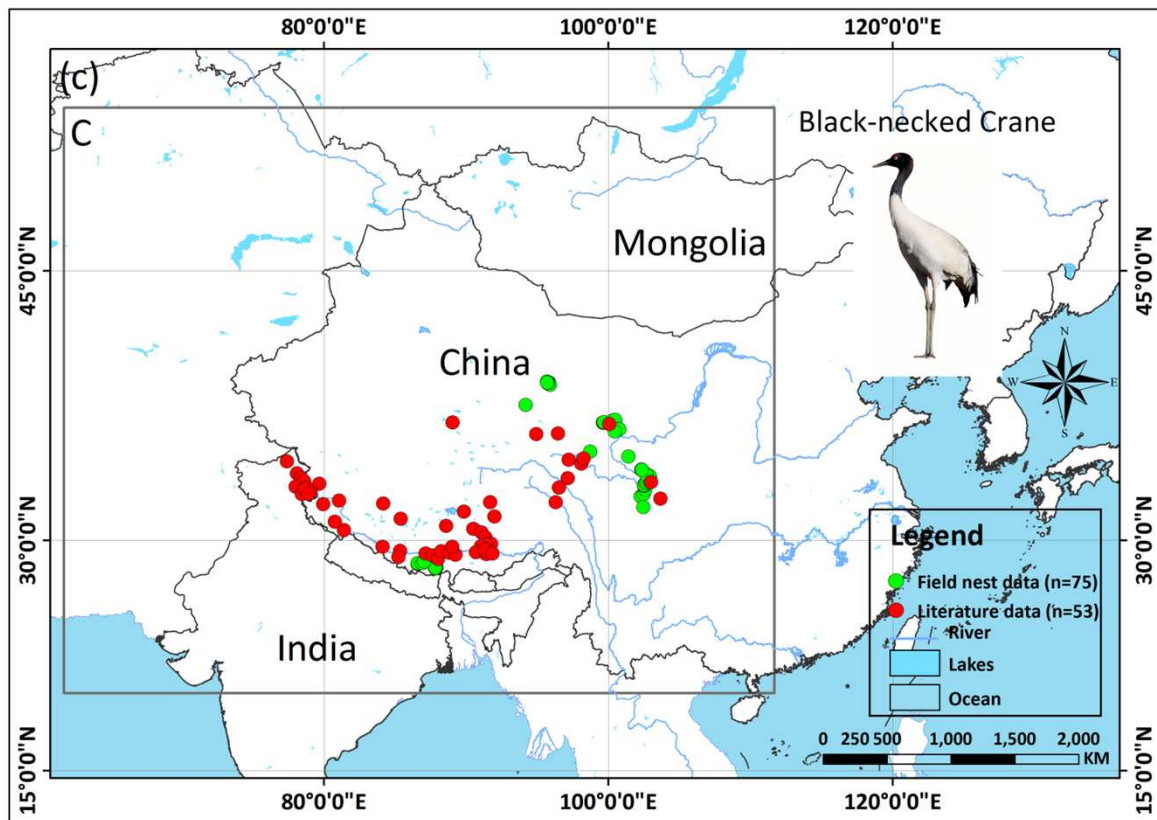 80°0'0"E 100°0'0"E 120°0'0"E
(c)
C
Black-necked Crane
Mongolia
China
India
45°0'0"N
30°0'0"N
15°0'0"N
45°0'0"N
30°0'0"N
15°0'0"N
N
W E
S
Legend
Field nest data (n=75)
Literature data (n=53)
River
Lakes
Ocean
0 250 500 1,000 1,500 2,000
KM
80°0'0"E 100°0'0"E 120°0'0"E